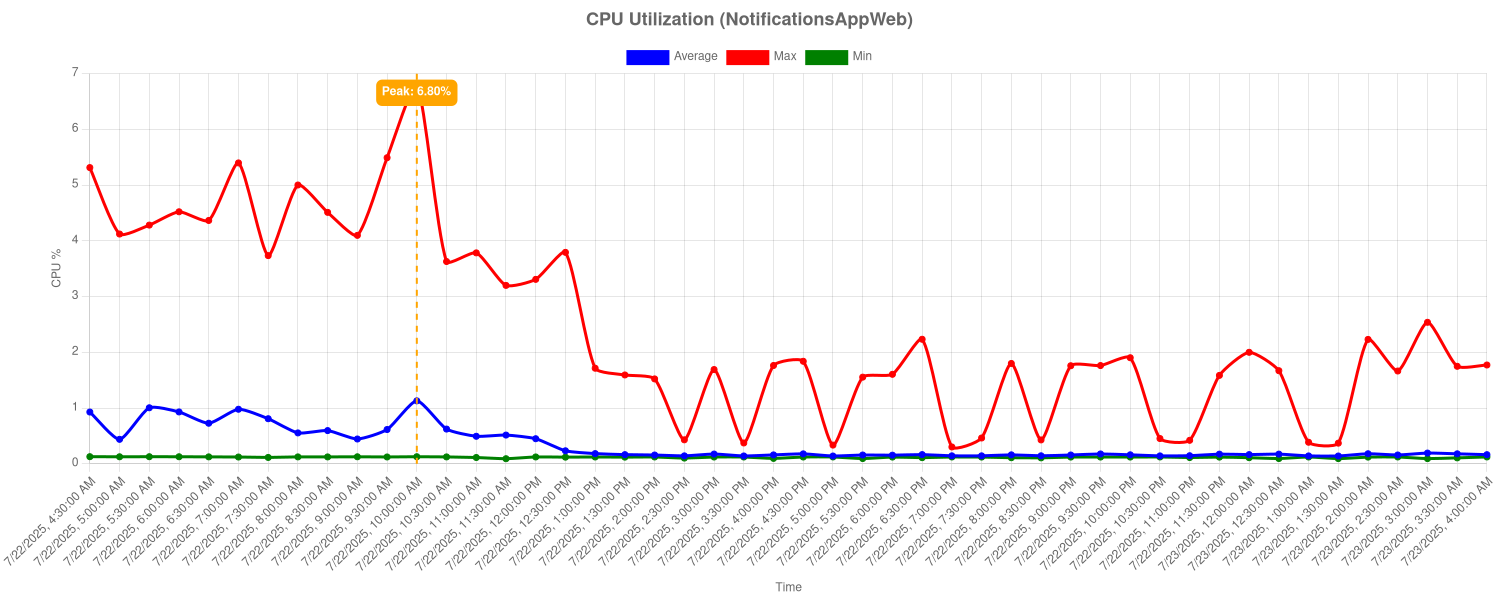 CPU Utilization (NotificationsAppWeb)
Average Max Min
Peak: 6.80%
7
6
5
4
3
2
1
0
CPU %
7/22/2025, 4:30:00 AM
7/22/2025, 5:00:00 AM
7/22/2025, 5:30:00 AM
7/22/2025, 6:00:00 AM
7/22/2025, 6:30:00 AM
7/22/2025, 7:00:00 AM
7/22/2025, 7:30:00 AM
7/22/2025, 8:00:00 AM
7/22/2025, 8:30:00 AM
7/22/2025, 9:00:00 AM
7/22/2025, 9:30:00 AM
7/22/2025, 10:00:00 AM
7/22/2025, 10:30:00 AM
7/22/2025, 11:00:00 AM
7/22/2025, 11:30:00 AM
7/22/2025, 12:00:00 PM
7/22/2025, 12:30:00 PM
7/22/2025, 1:00:00 PM
7/22/2025, 1:30:00 PM
7/22/2025, 2:00:00 PM
7/22/2025, 2:30:00 PM
7/22/2025, 3:00:00 PM
7/22/2025, 3:30:00 PM
7/22/2025, 4:00:00 PM
7/22/2025, 4:30:00 PM
7/22/2025, 5:00:00 PM
7/22/2025, 5:30:00 PM
7/22/2025, 6:00:00 PM
7/22/2025, 6:30:00 PM
7/22/2025, 7:00:00 PM
7/22/2025, 7:30:00 PM
7/22/2025, 8:00:00 PM
7/22/2025, 8:30:00 PM
7/22/2025, 9:00:00 PM
7/22/2025, 9:30:00 PM
7/22/2025, 10:00:00 PM
7/22/2025, 10:30:00 PM
7/22/2025, 11:00:00 PM
7/22/2025, 11:30:00 PM
7/23/2025, 12:00:00 AM
7/23/2025, 12:30:00 AM
7/23/2025, 1:00:00 AM
7/23/2025, 1:30:00 AM
7/23/2025, 2:00:00 AM
7/23/2025, 2:30:00 AM
7/23/2025, 3:00:00 AM
7/23/2025, 3:30:00 AM
7/23/2025, 4:00:00 AM
Time